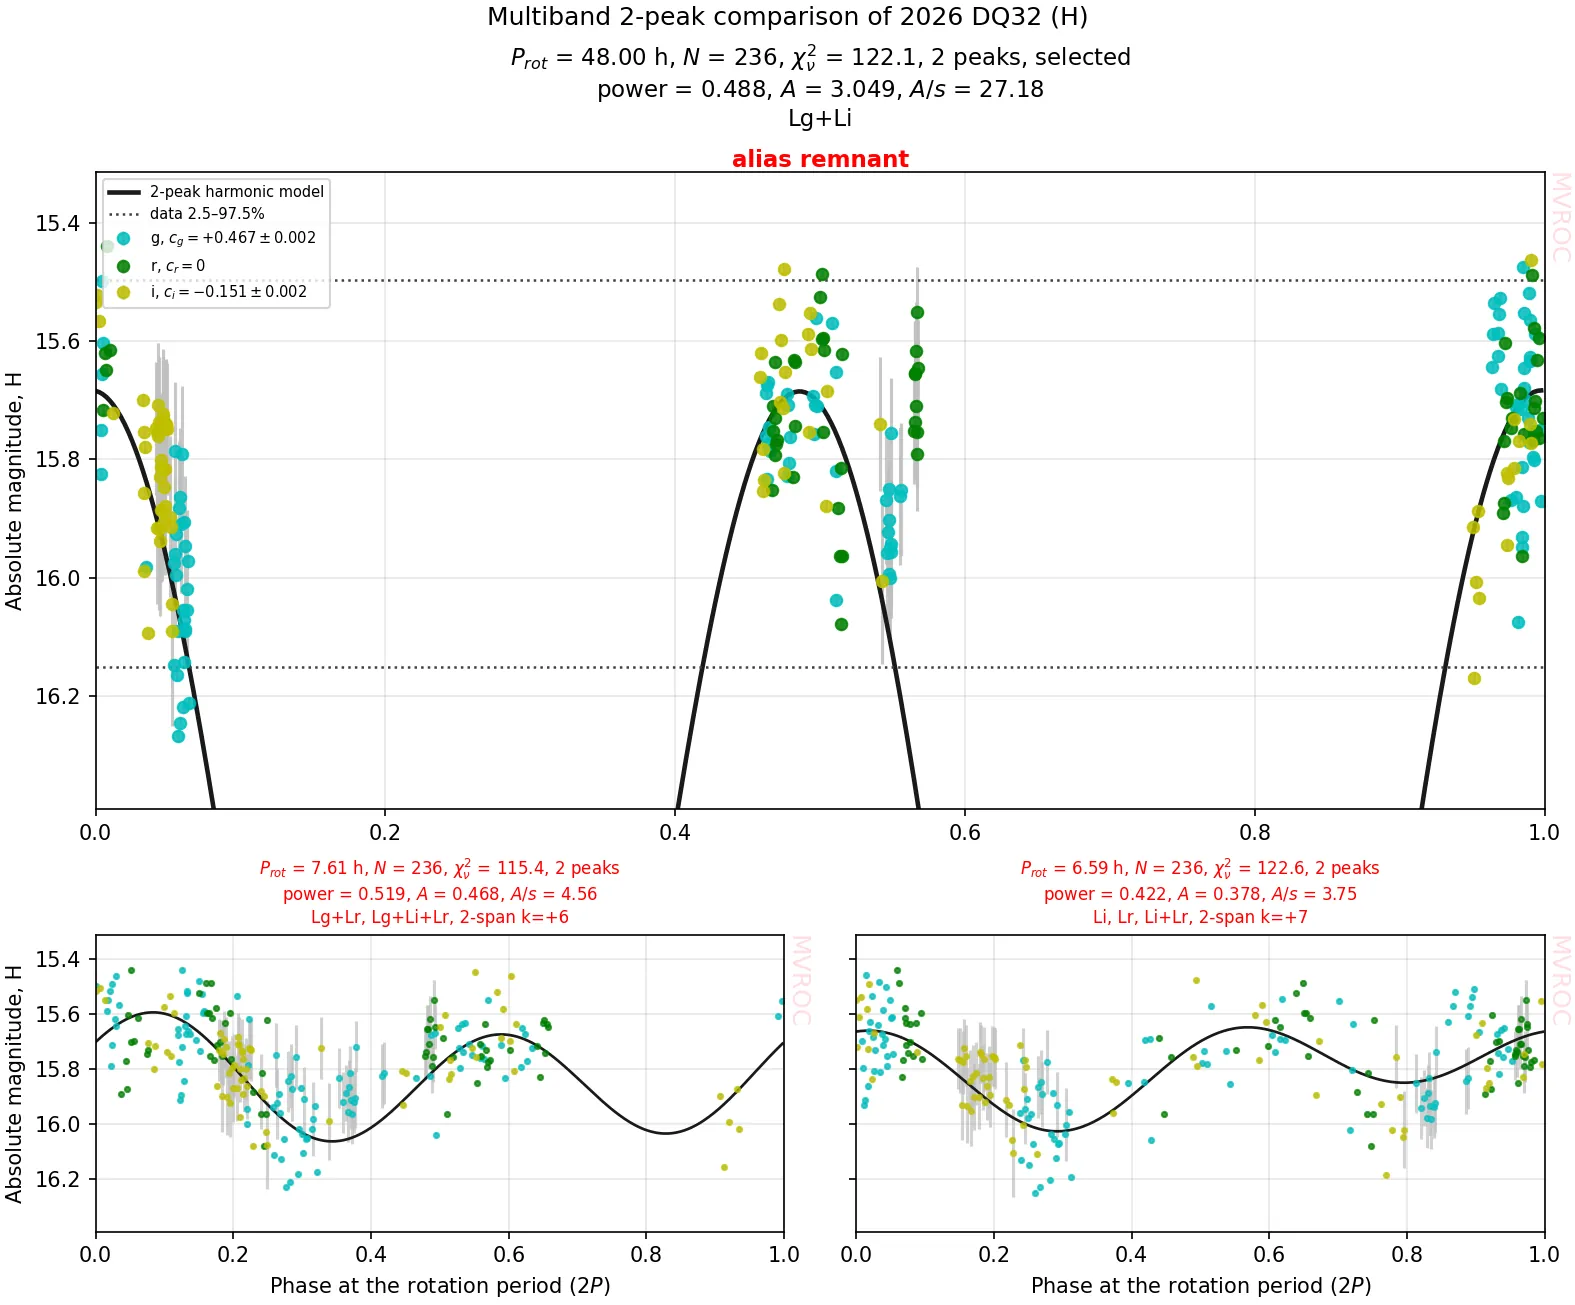 Multiband 2-peak comparison of 2026 DQ32 (H)
P_rot = 48.00 h, N = 236, χ²_ν = 122.1, 2 peaks, selected
power = 0.488, A = 3.049, A/s = 27.18
Lg+Li
alias remnant
2-peak harmonic model
data 2.5–97.5%
g, c_g = +0.467 ± 0.002
r, c_r = 0
i, c_i = −0.151 ± 0.002
MVROC
Absolute magnitude, H
15.4
15.6
15.8
16.0
16.2
0.0 0.2 0.4 0.6 0.8 1.0
P_rot = 7.61 h, N = 236, χ²_ν = 115.4, 2 peaks
power = 0.519, A = 0.468, A/s = 4.56
Lg+Lr, Lg+Li+Lr, 2-span k=+6
MVROC
Absolute magnitude, H
15.4
15.6
15.8
16.0
16.2
0.0 0.2 0.4 0.6 0.8 1.0
Phase at the rotation period (2P)
P_rot = 6.59 h, N = 236, χ²_ν = 122.6, 2 peaks
power = 0.422, A = 0.378, A/s = 3.75
Li, Lr, Li+Lr, 2-span k=+7
MVROC
0.0 0.2 0.4 0.6 0.8 1.0
Phase at the rotation period (2P)